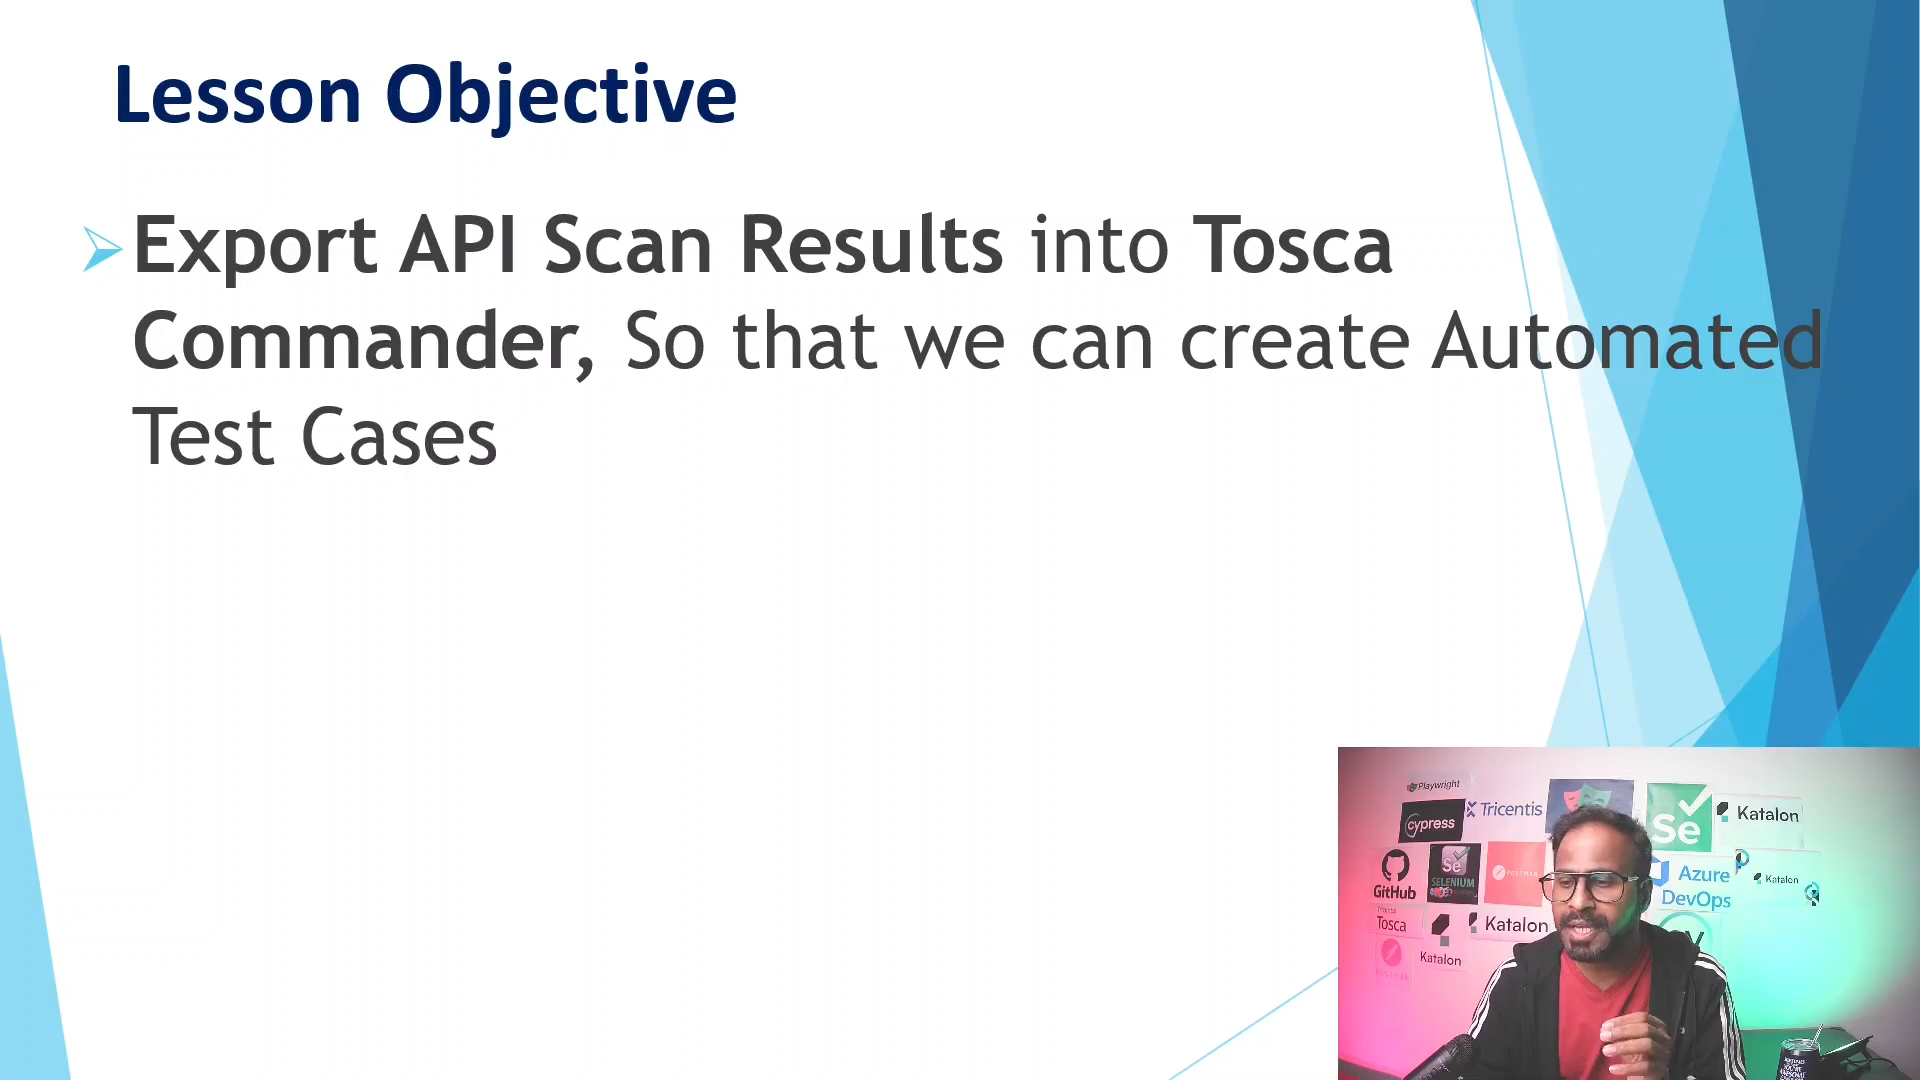 Lesson Objective
Export API Scan Results into Tosca
Commander, So that we can create Automated
Test Cases
Playwright
Tricentis
cypress
Se
Katalon
GitHub
Se
SELENIUM
POSTMAN
Azure
DevOps
Katalon
Tosca
Katalon
Katalon